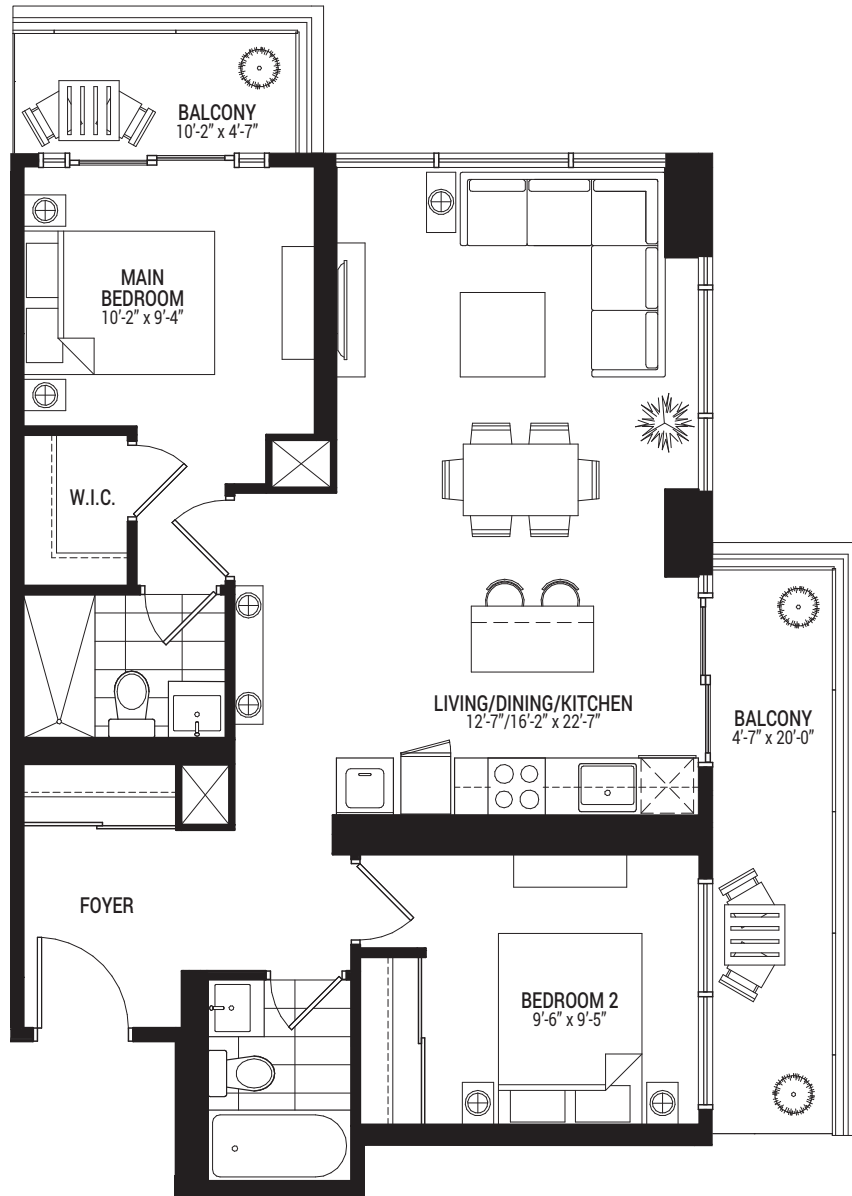 BALCONY
10'-2" x 4'-7"
MAIN
BEDROOM
10'-2" x 9'-4"
W.I.C.
LIVING/DINING/KITCHEN
12'-7"/16'-2" x 22'-7"
BALCONY
4'-7" x 20'-0"
FOYER
BEDROOM 2
9'-6" x 9'-5"